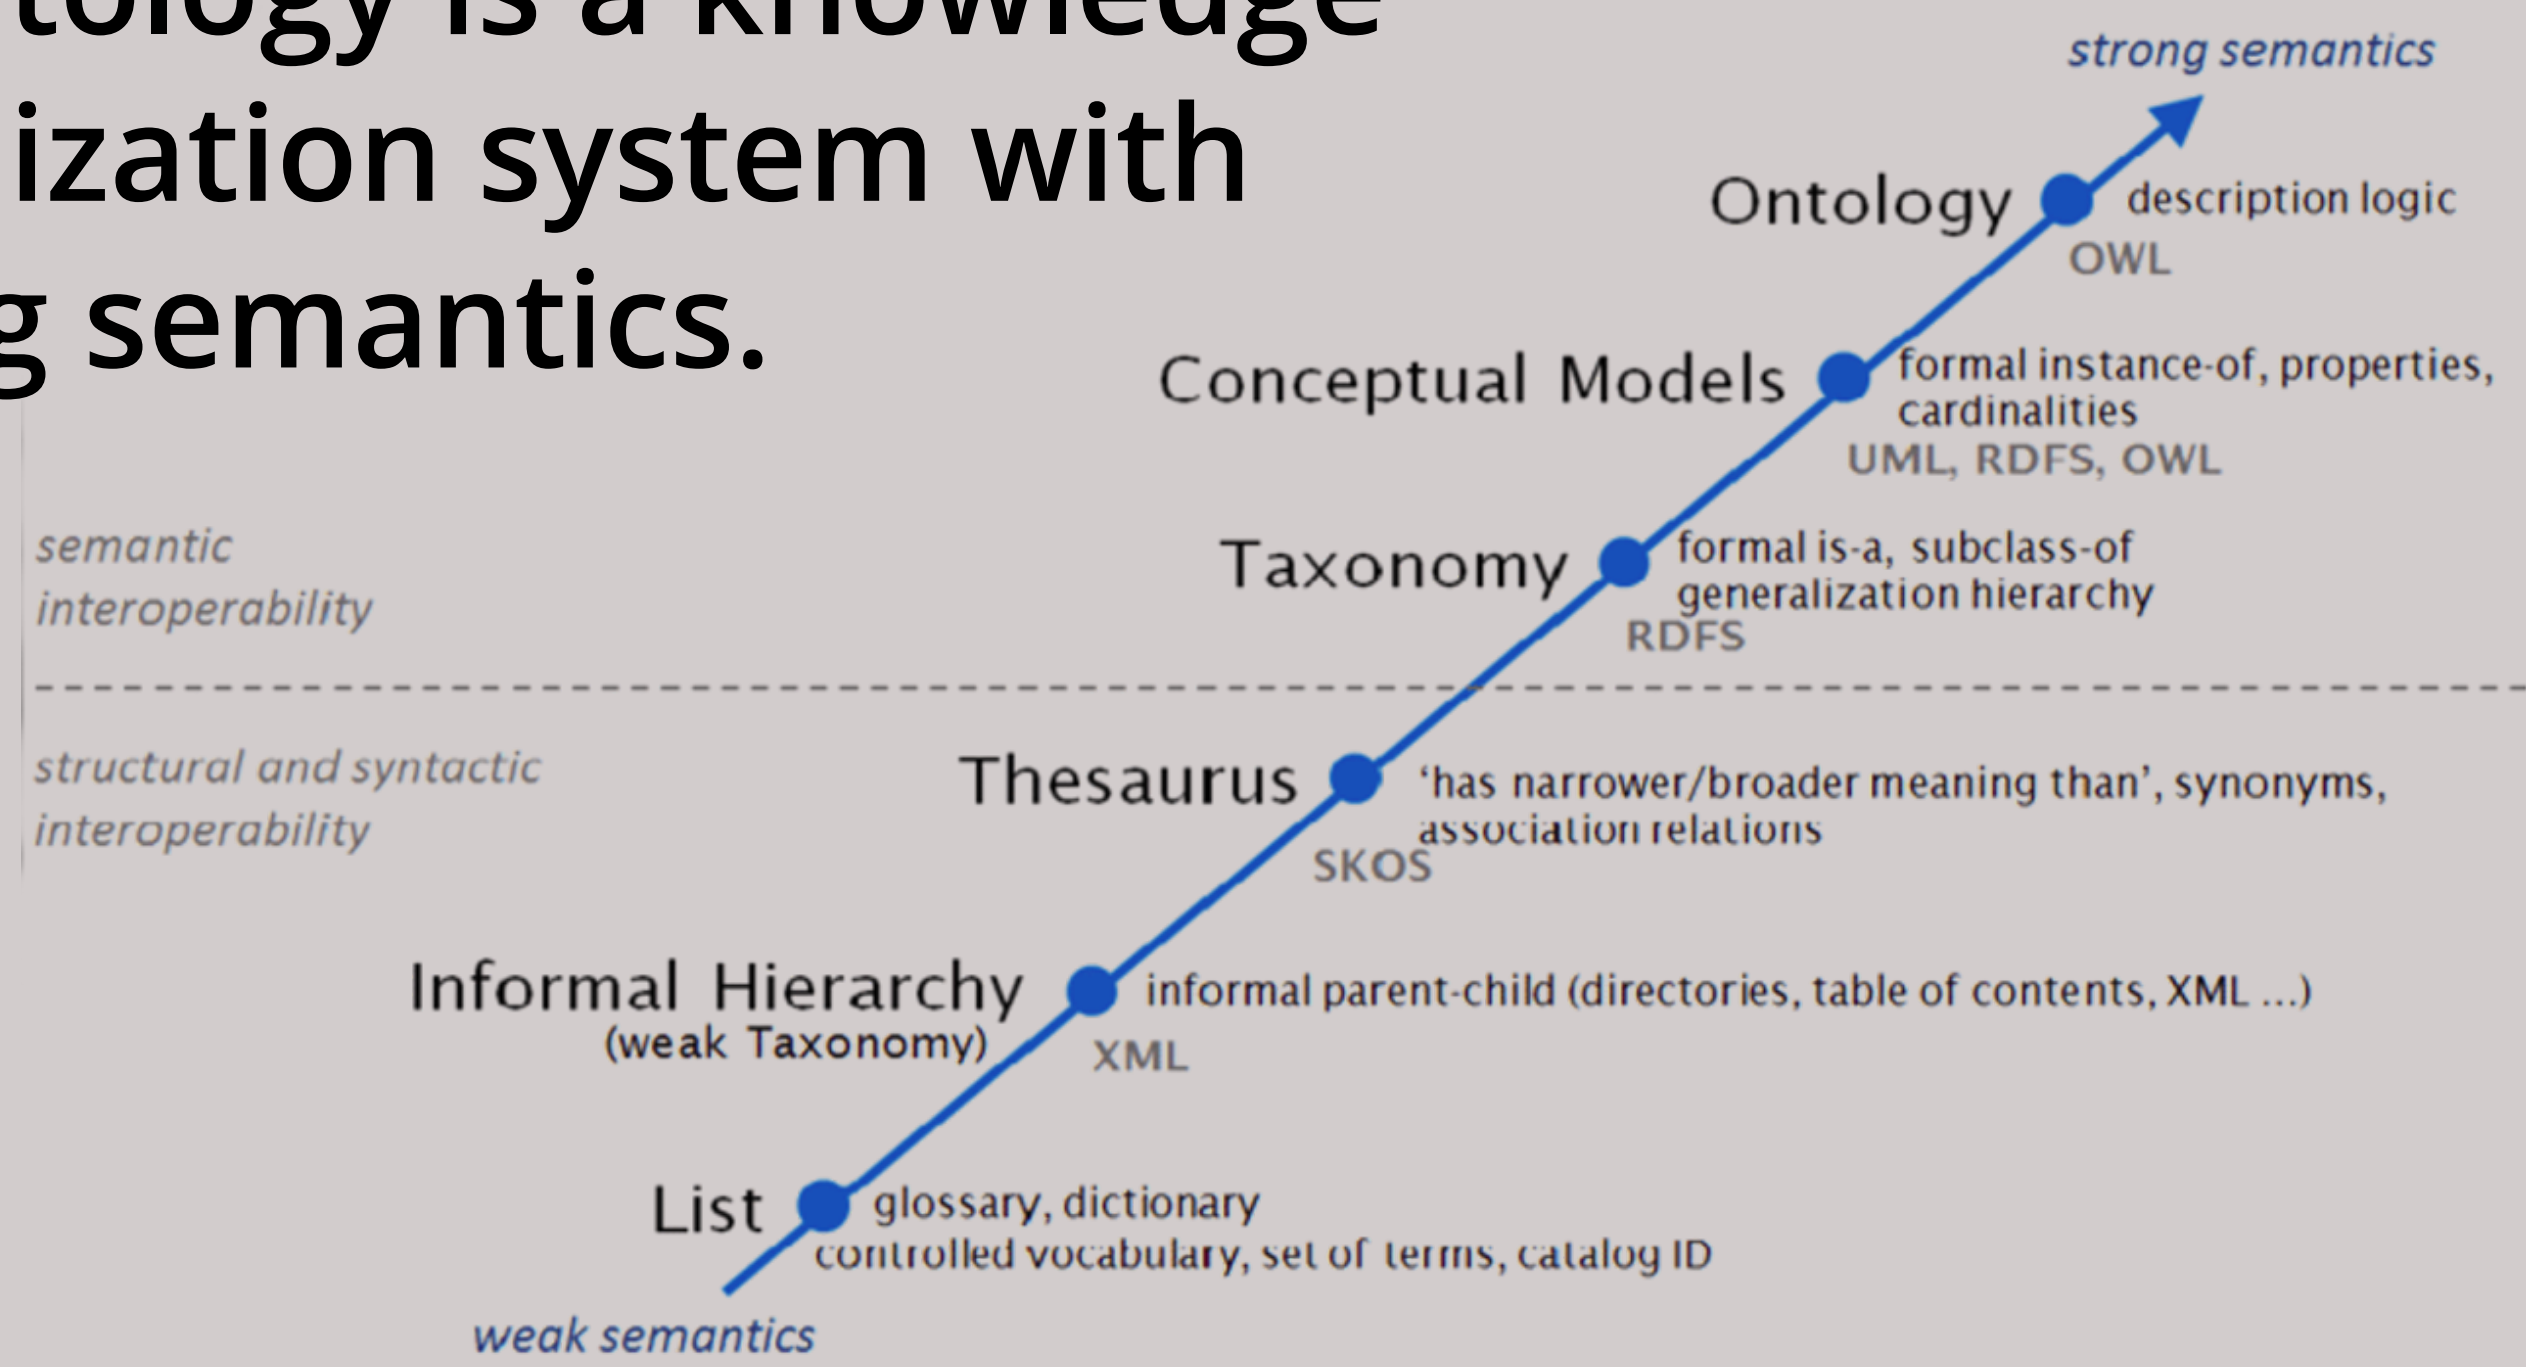 tology is a knowledge
ization system with
g semantics.
strong semantics
Ontology
description logic
OWL
Conceptual Models
formal instance-of, properties,
cardinalities
UML, RDFS, OWL
semantic
interoperability
Taxonomy
formal is-a, subclass-of
generalization hierarchy
RDFS
structural and syntactic
interoperability
Thesaurus
‘has narrower/broader meaning than’, synonyms,
association relations
SKOS
Informal Hierarchy
(weak Taxonomy)
informal parent-child (directories, table of contents, XML ...)
XML
List
glossary, dictionary
controlled vocabulary, set of terms, catalog ID
weak semantics